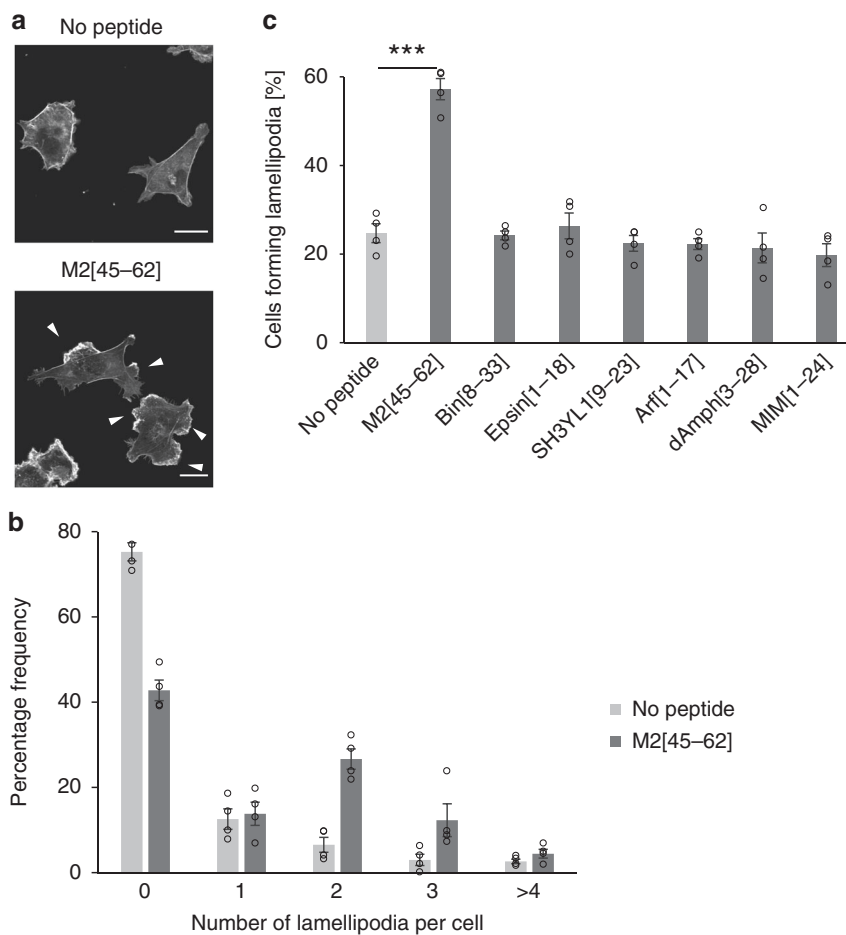 a
No peptide
M2[45–62]
c
Cells forming lamellipodia [%]
60
40
20
0
***
No peptide
M2[45–62]
Bin[8–33]
Epsin[1–18]
SH3YL1[9–23]
Arf[1–17]
dAmph[3–28]
MIM[1–24]
b
Percentage frequency
80
60
40
20
0
0 1 2 3 >4
Number of lamellipodia per cell
No peptide
M2[45–62]